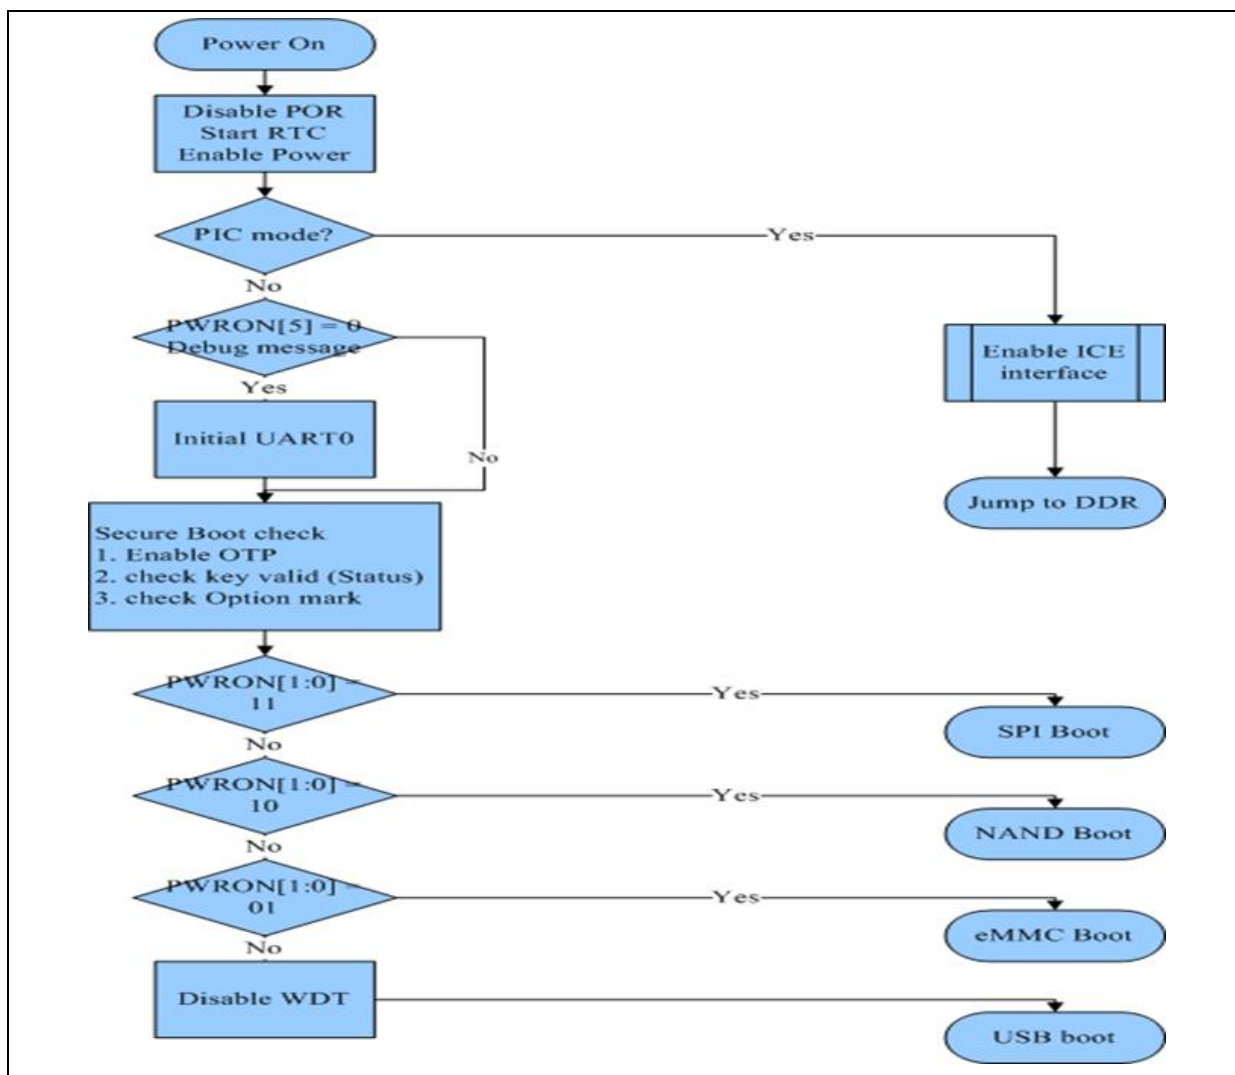 Power On
Disable POR
Start RTC
Enable Power
PIC mode?
Yes
No
PWRON[5] = 0
Debug message
Enable ICE
interface
Yes
Initial UART0
No
Jump to DDR
Secure Boot check
1. Enable OTP
2. check key valid (Status)
3. check Option mark
PWRON[1:0] =
11
Yes
SPI Boot
No
PWRON[1:0] =
10
Yes
NAND Boot
No
PWRON[1:0] =
01
Yes
eMMC Boot
No
Disable WDT
USB boot